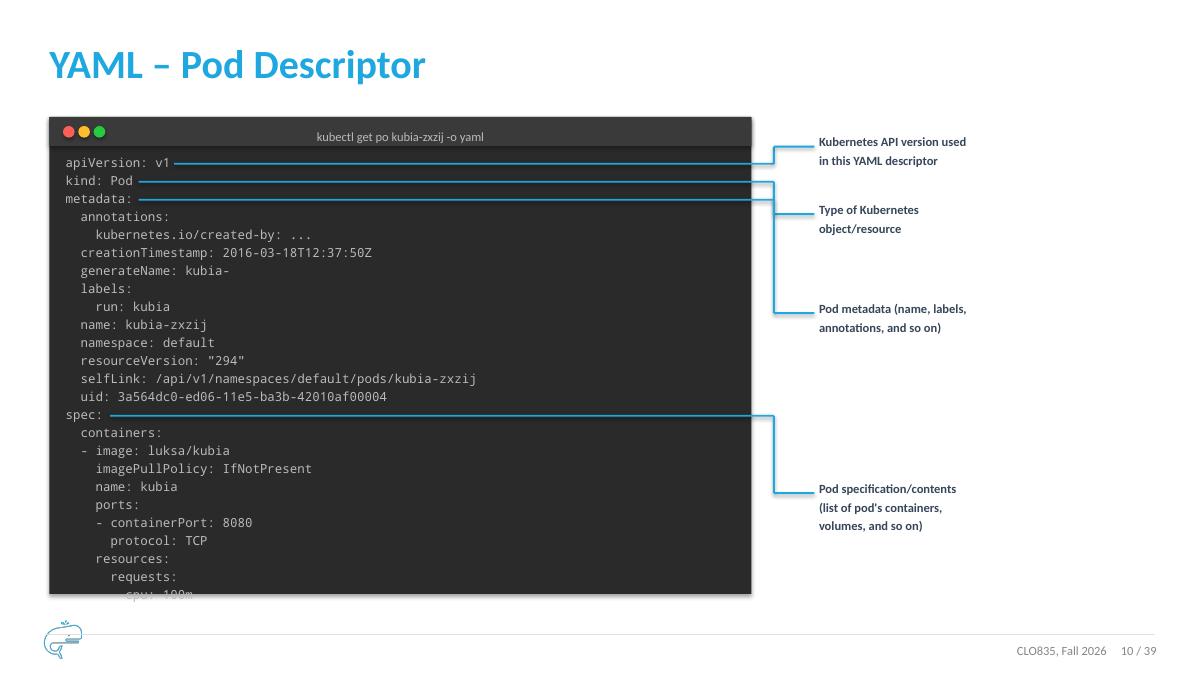 YAML – Pod Descriptor
kubectl get po kubia-zxzij -o yaml
apiVersion: v1
kind: Pod
metadata:
  annotations:
    kubernetes.io/created-by: ...
  creationTimestamp: 2016-03-18T12:37:50Z
  generateName: kubia-
  labels:
    run: kubia
  name: kubia-zxzij
  namespace: default
  resourceVersion: "294"
  selfLink: /api/v1/namespaces/default/pods/kubia-zxzij
  uid: 3a564dc0-ed06-11e5-ba3b-42010af00004
spec:
  containers:
  - image: luksa/kubia
    imagePullPolicy: IfNotPresent
    name: kubia
    ports:
    - containerPort: 8080
      protocol: TCP
    resources:
      requests:
        cpu: 100m
Kubernetes API version used
in this YAML descriptor
Type of Kubernetes
object/resource
Pod metadata (name, labels,
annotations, and so on)
Pod specification/contents
(list of pod's containers,
volumes, and so on)
CLO835, Fall 2026 10 / 39